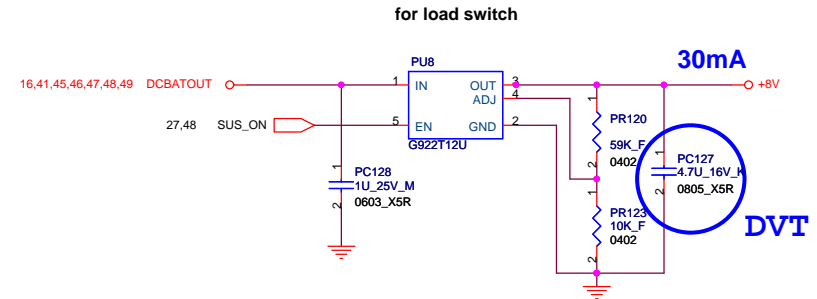 for load switch
30mA
PU8
16,41,45,46,47,48,49 DCBATOUT 1 IN OUT 3 +8V
ADJ 4
27,48 SUS_ON 5 EN GND 2
G922T12U
1
PR120
59K_F
0402
2
1
PC127
4.7U_16V_K
0805_X5R
2
1
PC128
1U_25V_M
0603_X5R
2
1
PR123
10K_F
0402
2
DVT